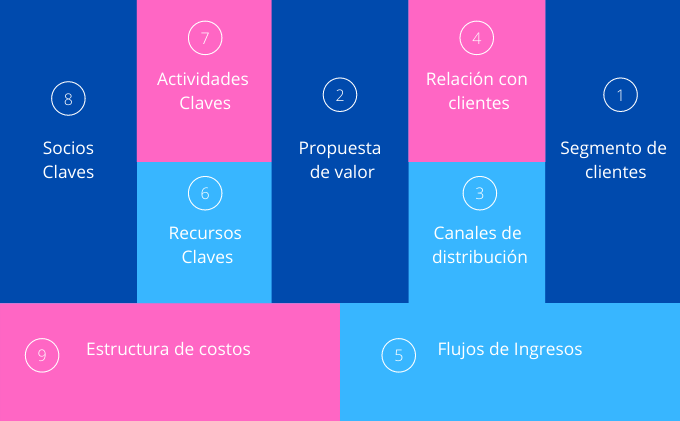 8
Socios
Claves
7
Actividades
Claves
6
Recursos
Claves
2
Propuesta
de valor
4
Relación con
clientes
3
Canales de
distribución
1
Segmento de
clientes
9
Estructura de costos
5
Flujos de Ingresos